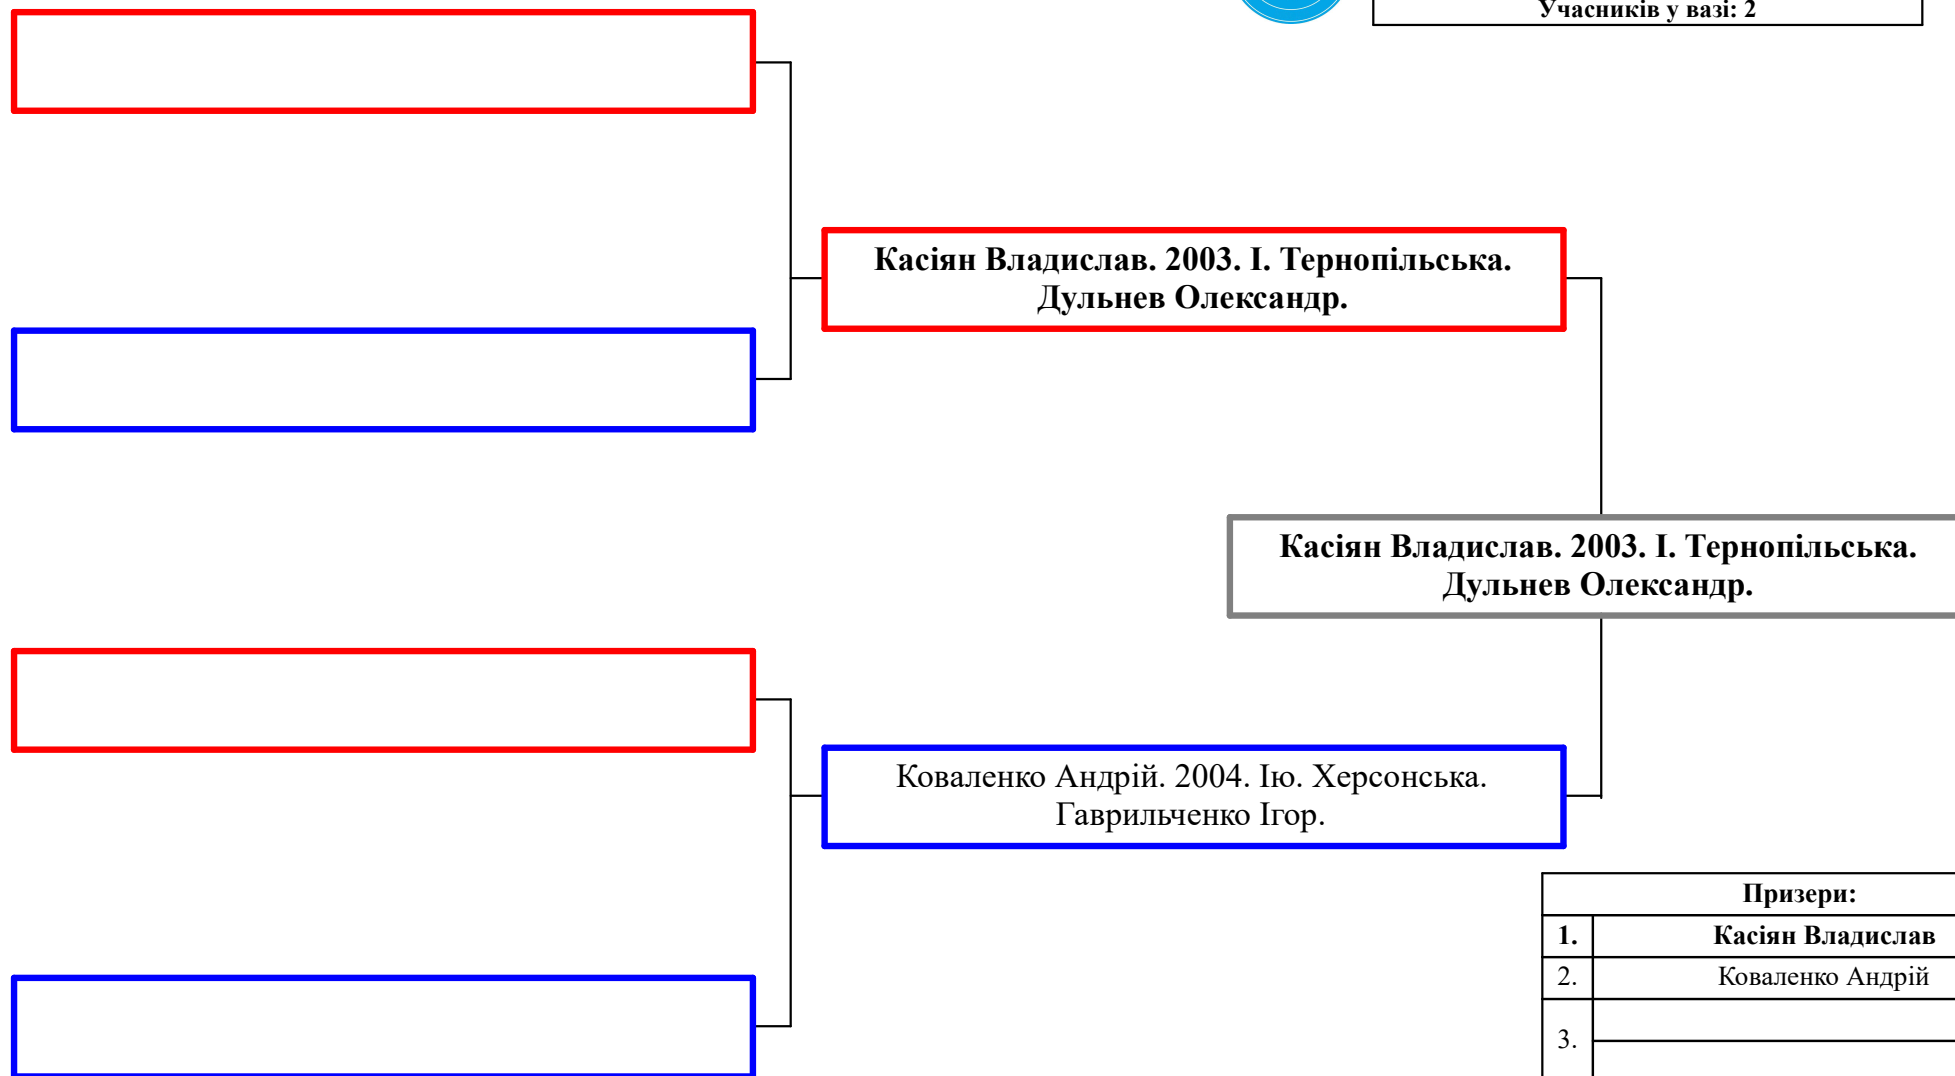 Учасників у вазі: 2
Касіян Владислав. 2003. І. Тернопільська.
Дульнев Олександр.
Касіян Владислав. 2003. І. Тернопільська.
Дульнев Олександр.
Коваленко Андрій. 2004. Ію. Херсонська.
Гаврильченко Ігор.
Призери:
1. Касіян Владислав
2. Коваленко Андрій
3.